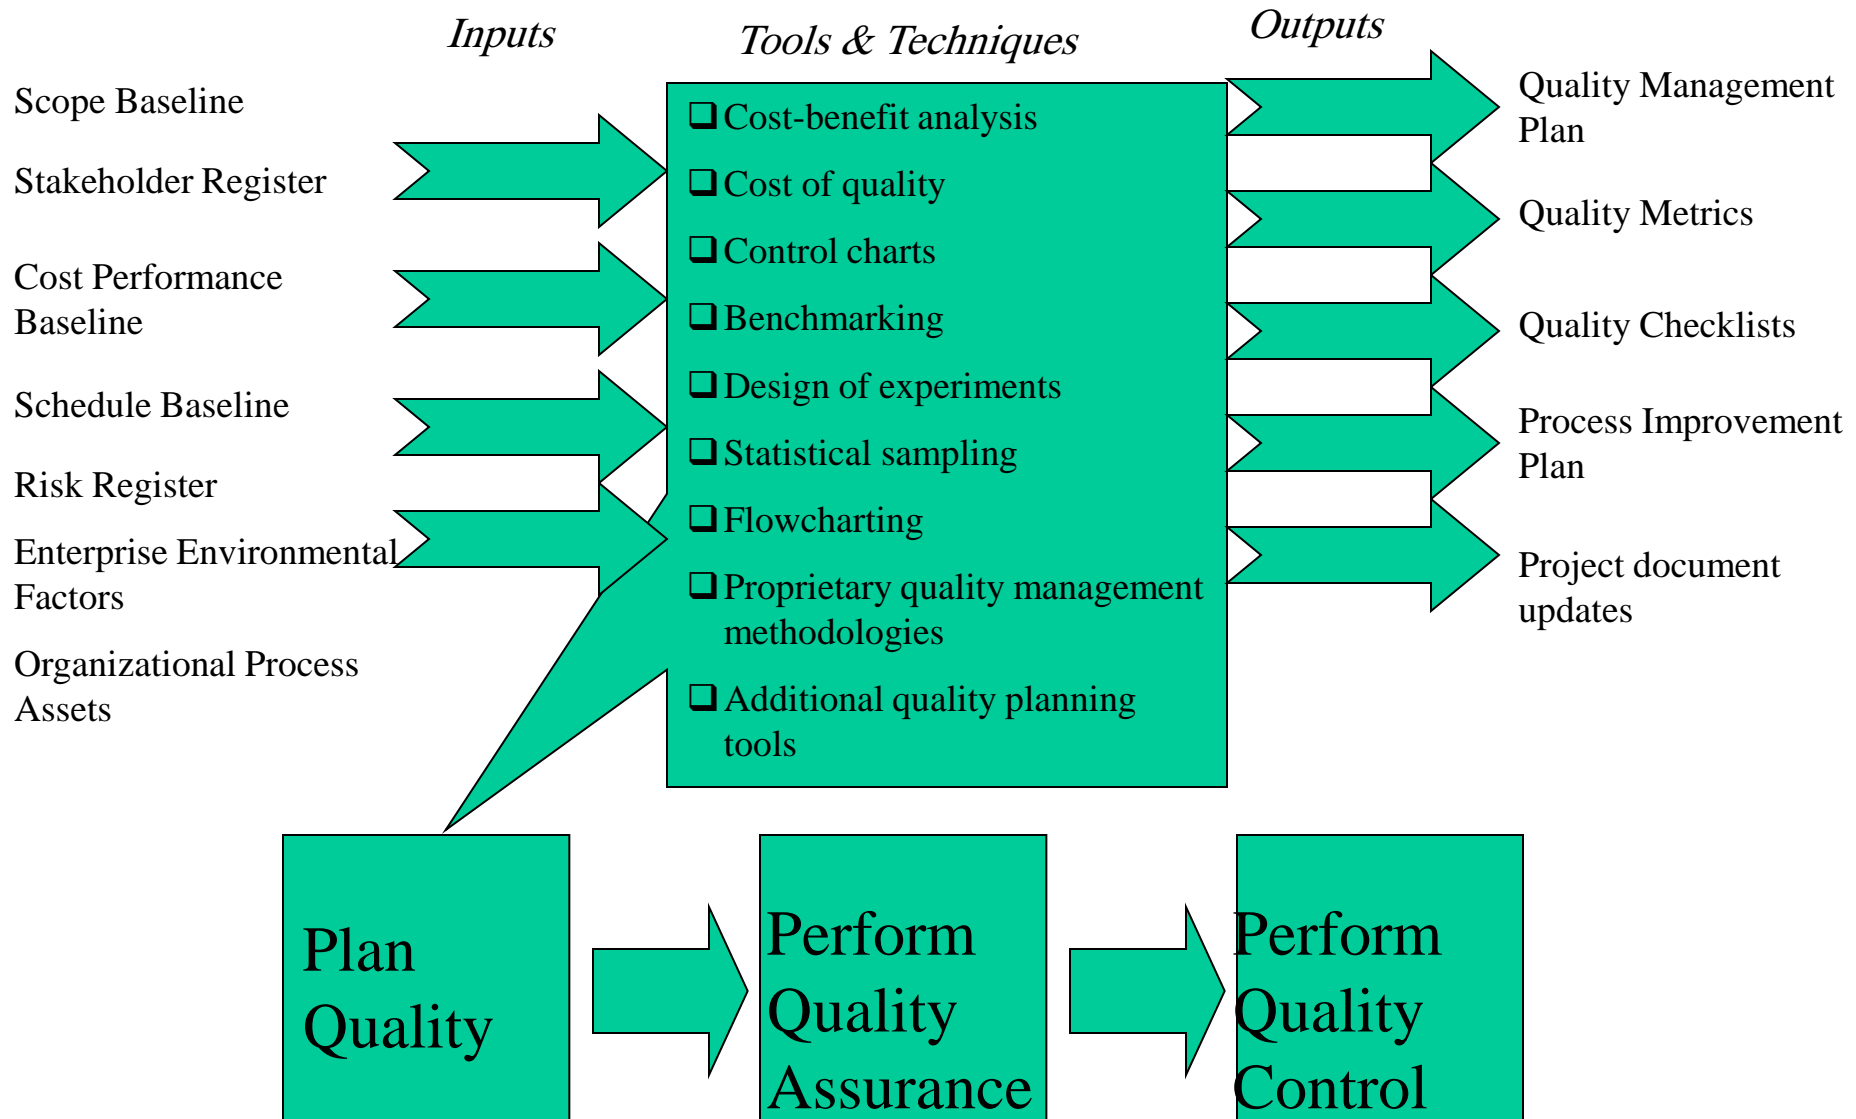 Inputs
Tools & Techniques
Outputs
Scope Baseline
Stakeholder Register
Cost Performance
Baseline
Schedule Baseline
Risk Register
Enterprise Environmental
Factors
Organizational Process
Assets
Cost-benefit analysis
Cost of quality
Control charts
Benchmarking
Design of experiments
Statistical sampling
Flowcharting
Proprietary quality management
methodologies
Additional quality planning
tools
Quality Management
Plan
Quality Metrics
Quality Checklists
Process Improvement
Plan
Project document
updates
Plan
Quality
Perform
Quality
Assurance
Perform
Quality
Control